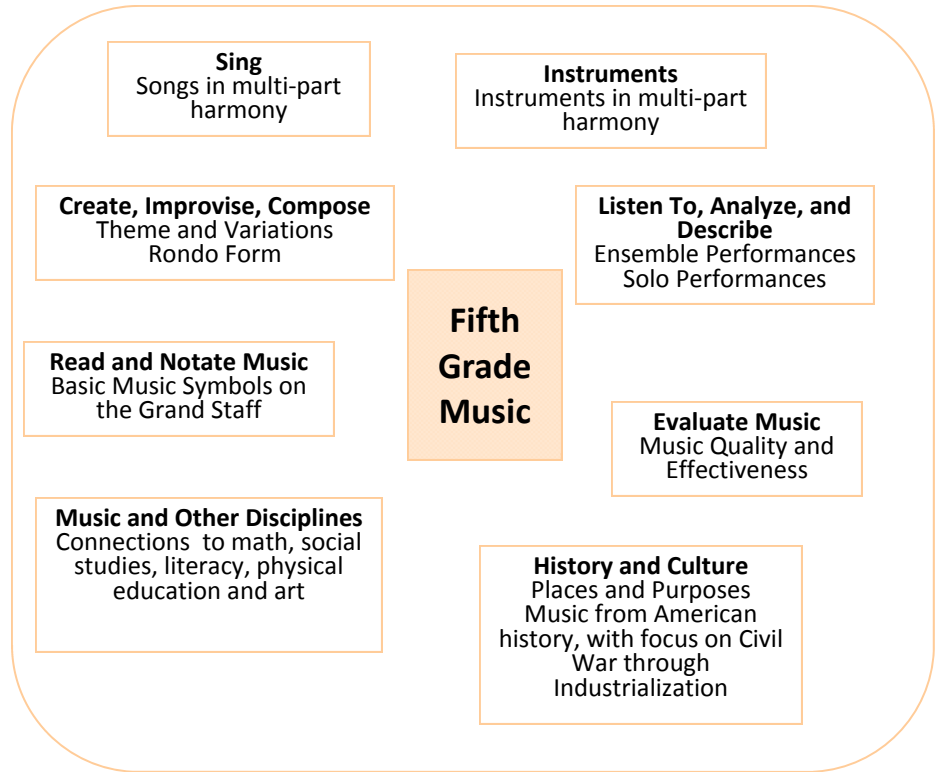 Sing
Songs in multi-part
harmony
Instruments
Instruments in multi-part
harmony
Create, Improvise, Compose
Theme and Variations
Rondo Form
Listen To, Analyze, and
Describe
Ensemble Performances
Solo Performances
Fifth
Grade
Music
Read and Notate Music
Basic Music Symbols on
the Grand Staff
Evaluate Music
Music Quality and
Effectiveness
Music and Other Disciplines
Connections to math, social
studies, literacy, physical
education and art
History and Culture
Places and Purposes
Music from American
history, with focus on Civil
War through
Industrialization